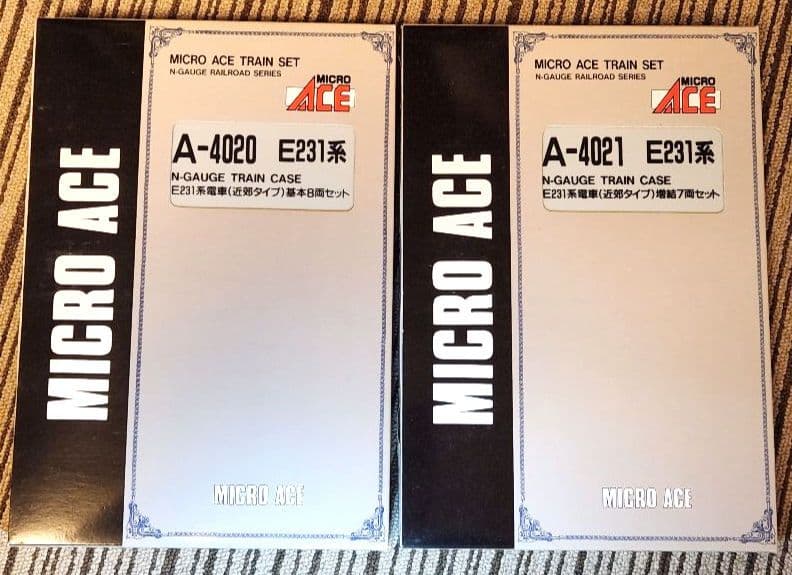 MICRO ACE
MICRO ACE TRAIN SET
N-GAUGE RAILROAD SERIES
MICRO
ACE
A-4020 E231系
N-GAUGE TRAIN CASE
E231系電車(近郊タイプ)基本8両セット
MICRO ACE
MICRO ACE
MICRO ACE TRAIN SET
N-GAUGE RAILROAD SERIES
MICRO
ACE
A-4021 E231系
N-GAUGE TRAIN CASE
E231系電車(近郊タイプ)増結7両セット
MICRO ACE